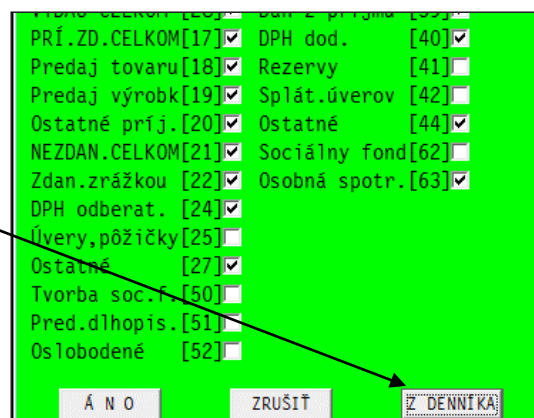 PRÍ.ZD.CELKOM[17] DPH dod. [40]
Predaj tovaru[18] Rezervy [41]
Predaj výrobk[19] Splát.úverov [42]
Ostatné príj.[20] Ostatné [44]
NEZDAN.CELKOM[21] Sociálny fond[62]
Zdan.zrážkou [22] Osobná spotr.[63]
DPH odberat. [24]
Úvery,pôžičky[25]
Ostatné [27]
Tvorba soc.f.[50]
Pred.dlhopis.[51]
Oslobodené [52]
Á N O ZRUŠIŤ Z DENNÍKA